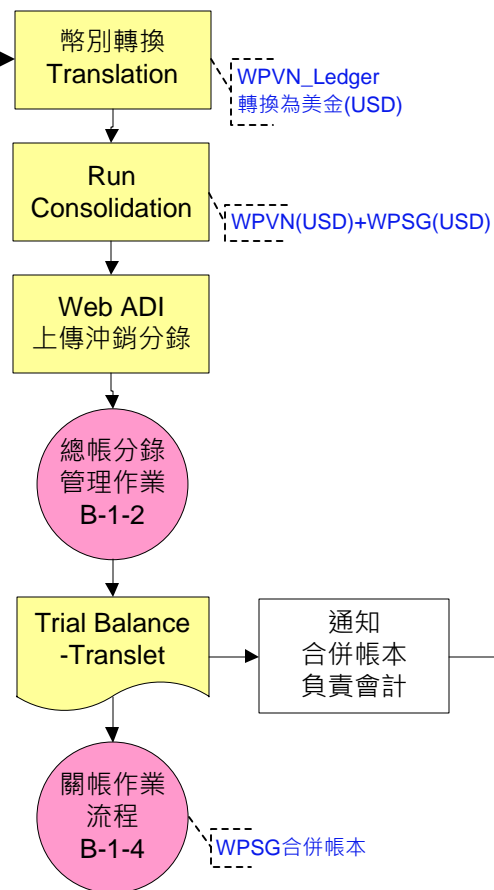 幣別轉換
Translation
WPVN_Ledger
轉換為美金(USD)
Run
Consolidation
WPVN(USD)+WPSG(USD)
Web ADI
上傳沖銷分錄
總帳分錄
管理作業
B-1-2
Trial Balance
-Translet
通知
合併帳本
負責會計
關帳作業
流程
B-1-4
WPSG合併帳本